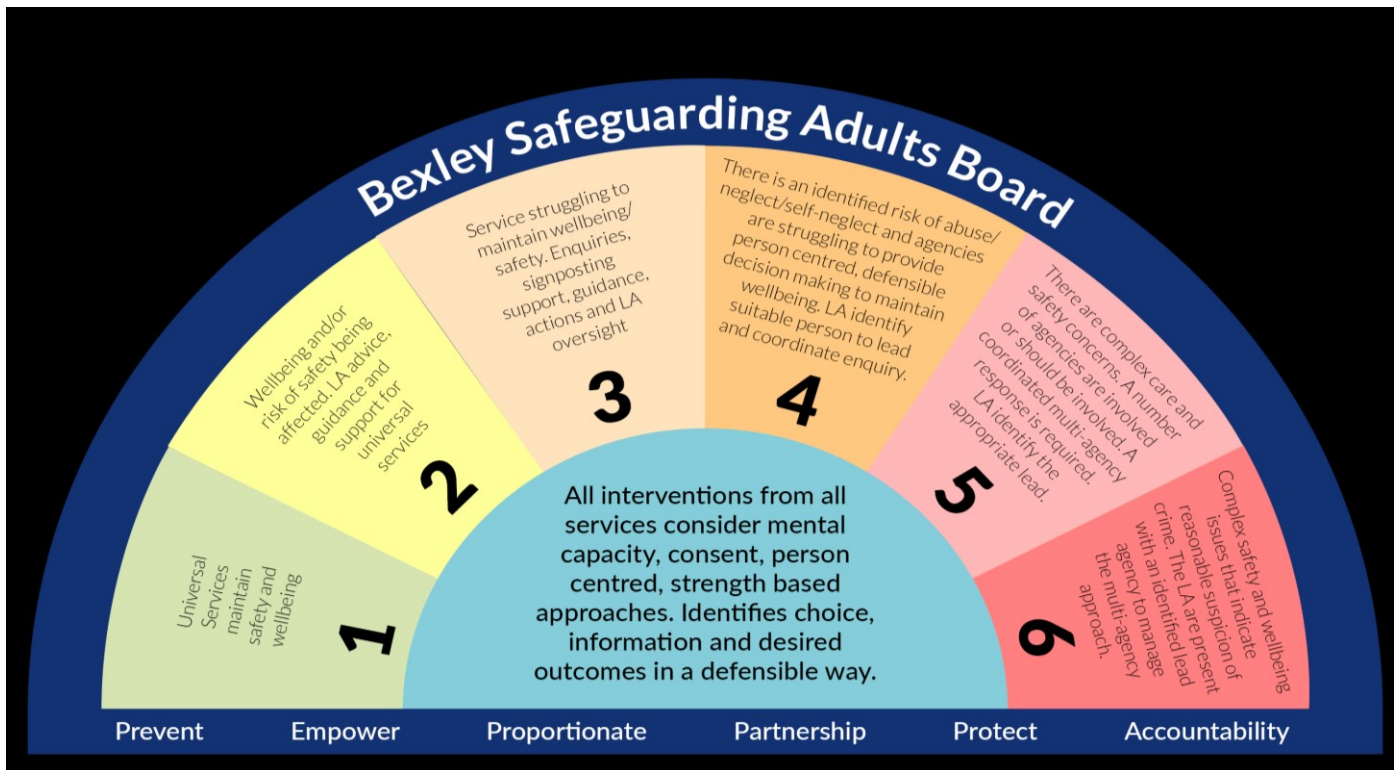 Bexley Safeguarding Adults Board
Universal
Services
maintain
safety and
wellbeing
1
Wellbeing and/or
risk of safety being
affected. LA advice,
guidance and
support for
universal
services
2
Service struggling to
maintain wellbeing/
safety. Enquiries,
signposting
support, guidance,
actions and LA
oversight
3
There is an identified risk of abuse/
neglect/self-neglect and agencies
are struggling to provide
person centred, defensible
decision making to maintain
wellbeing. LA identify
suitable person to lead
and coordinate enquiry.
4
There are complex care and
safety concerns. A number
of agencies are involved
or should be involved. A
coordinated multi-agency
response is required.
LA identify the
appropriate lead.
5
Complex safety and wellbeing
issues that indicate
reasonable suspicion of
crime. The LA are present
with an identified lead
agency to manage
the multi-agency
approach.
6
All interventions from all
services consider mental
capacity, consent, person
centred, strength based
approaches. Identifies choice,
information and desired
outcomes in a defensible way.
Prevent Empower Proportionate Partnership Protect Accountability